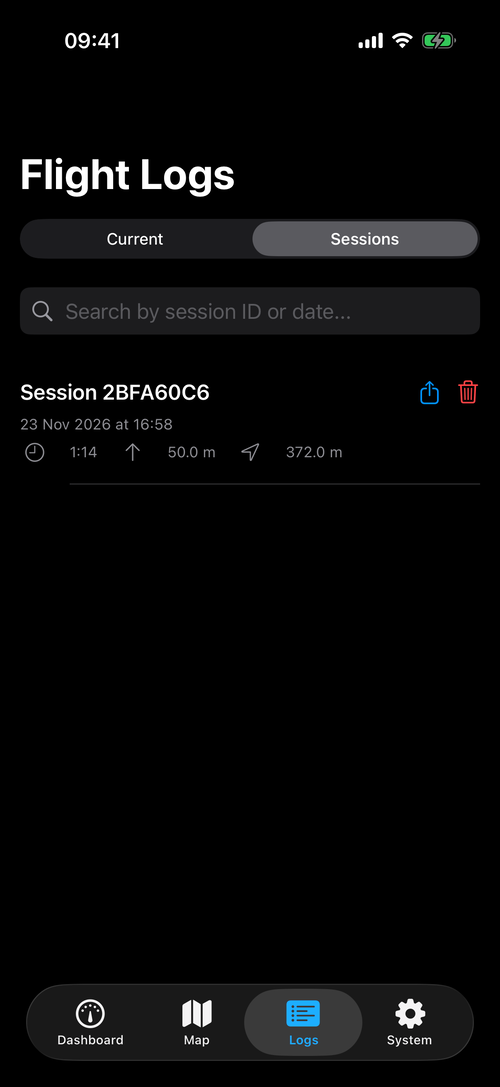 09:41
Flight Logs
Current Sessions
Search by session ID or date...
Session 2BFA60C6
23 Nov 2026 at 16:58
1:14 50.0 m 372.0 m
Dashboard Map Logs System